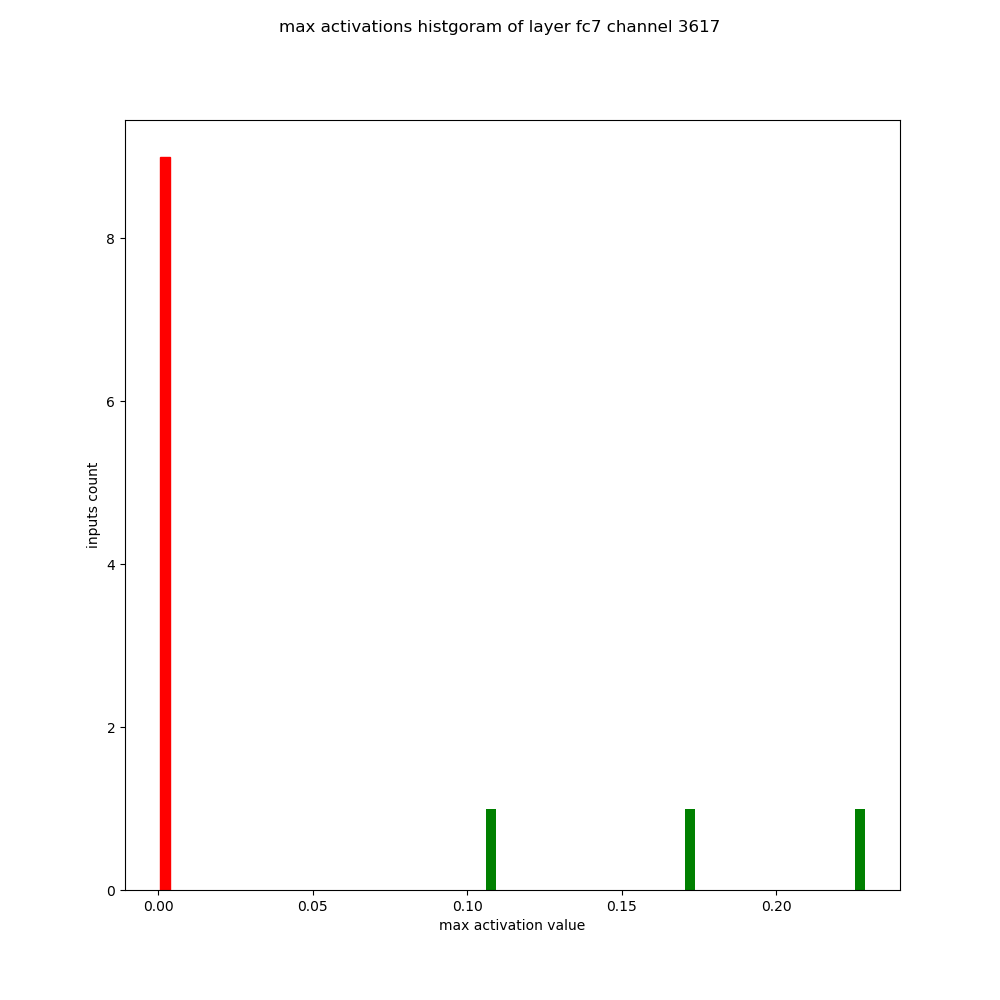 max activations histgoram of layer fc7 channel 3617
8
6
4
2
0
inputs count
0.00 0.05 0.10 0.15 0.20
max activation value